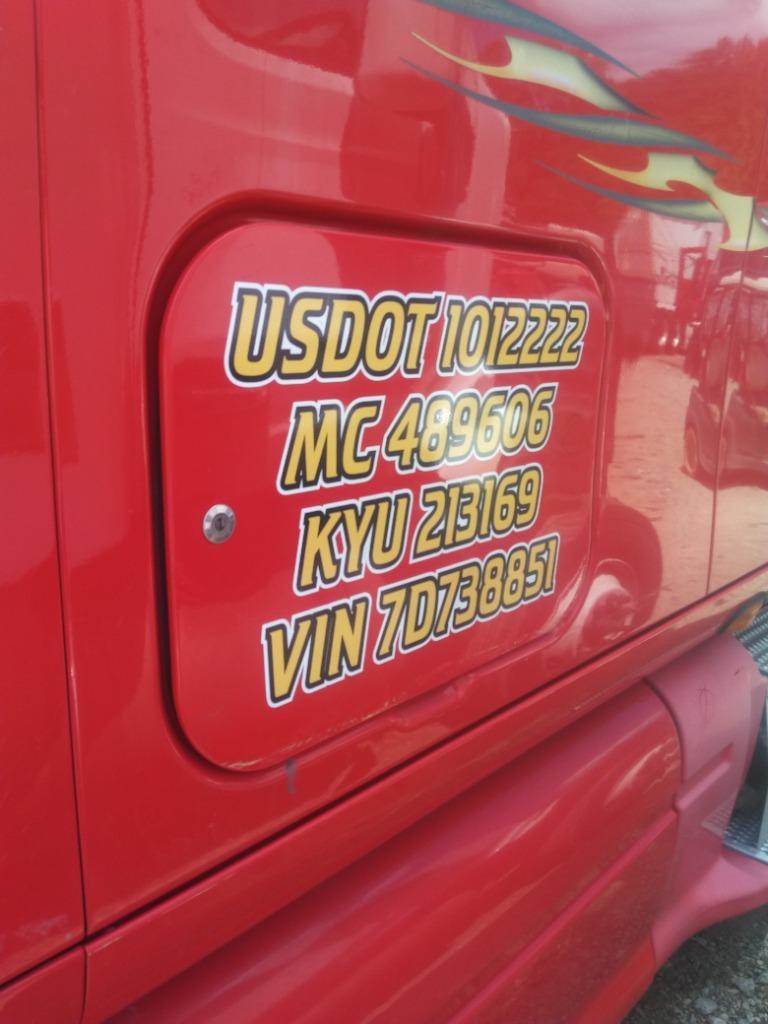 USDOT 1012222
MC 489606
KYU 213169
VIN 7D738851